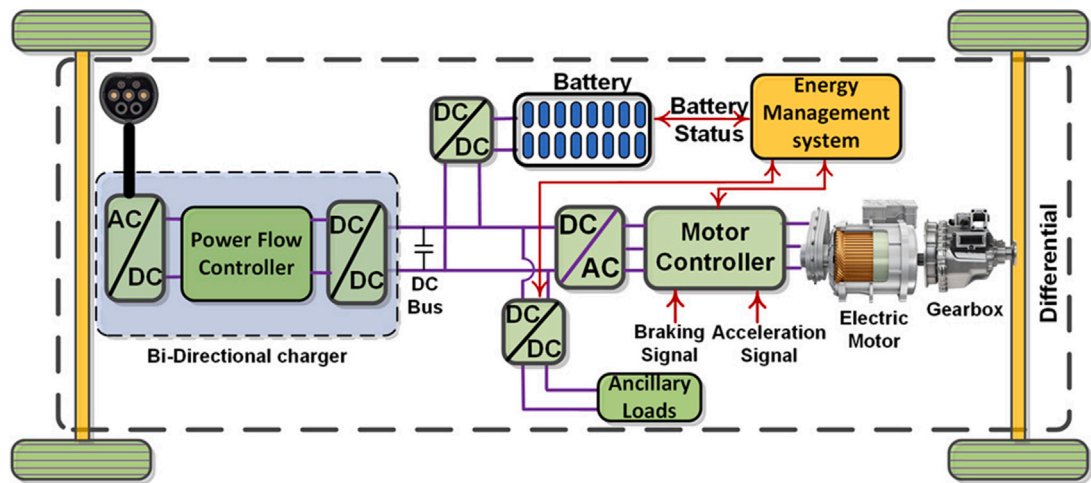 Battery
Battery
Status
Energy
Management
system
DC
DC
AC
DC
Power Flow
Controller
DC
DC
DC
Bus
DC
AC
Motor
Controller
DC
DC
Braking
Signal
Acceleration
Signal
Electric
Motor
Gearbox
Differential
Bi-Directional charger
Ancillary
Loads